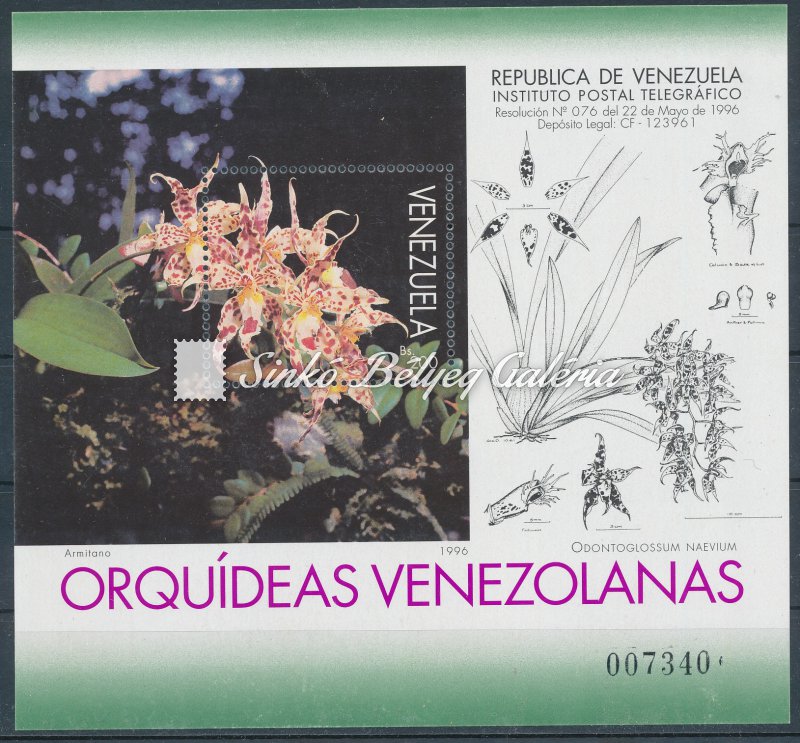 REPUBLICA DE VENEZUELA
INSTITUTO POSTAL TELEGRÁFICO
Resolución Nº 076 del 22 de Mayo de 1996
Depósito Legal: CF - 123961
VENEZUELA
Bs.
Sinkó Bélyeg Galéria
Armitano
1996
ODONTOGLOSSUM NAEVIUM
ORQUÍDEAS VENEZOLANAS
007340